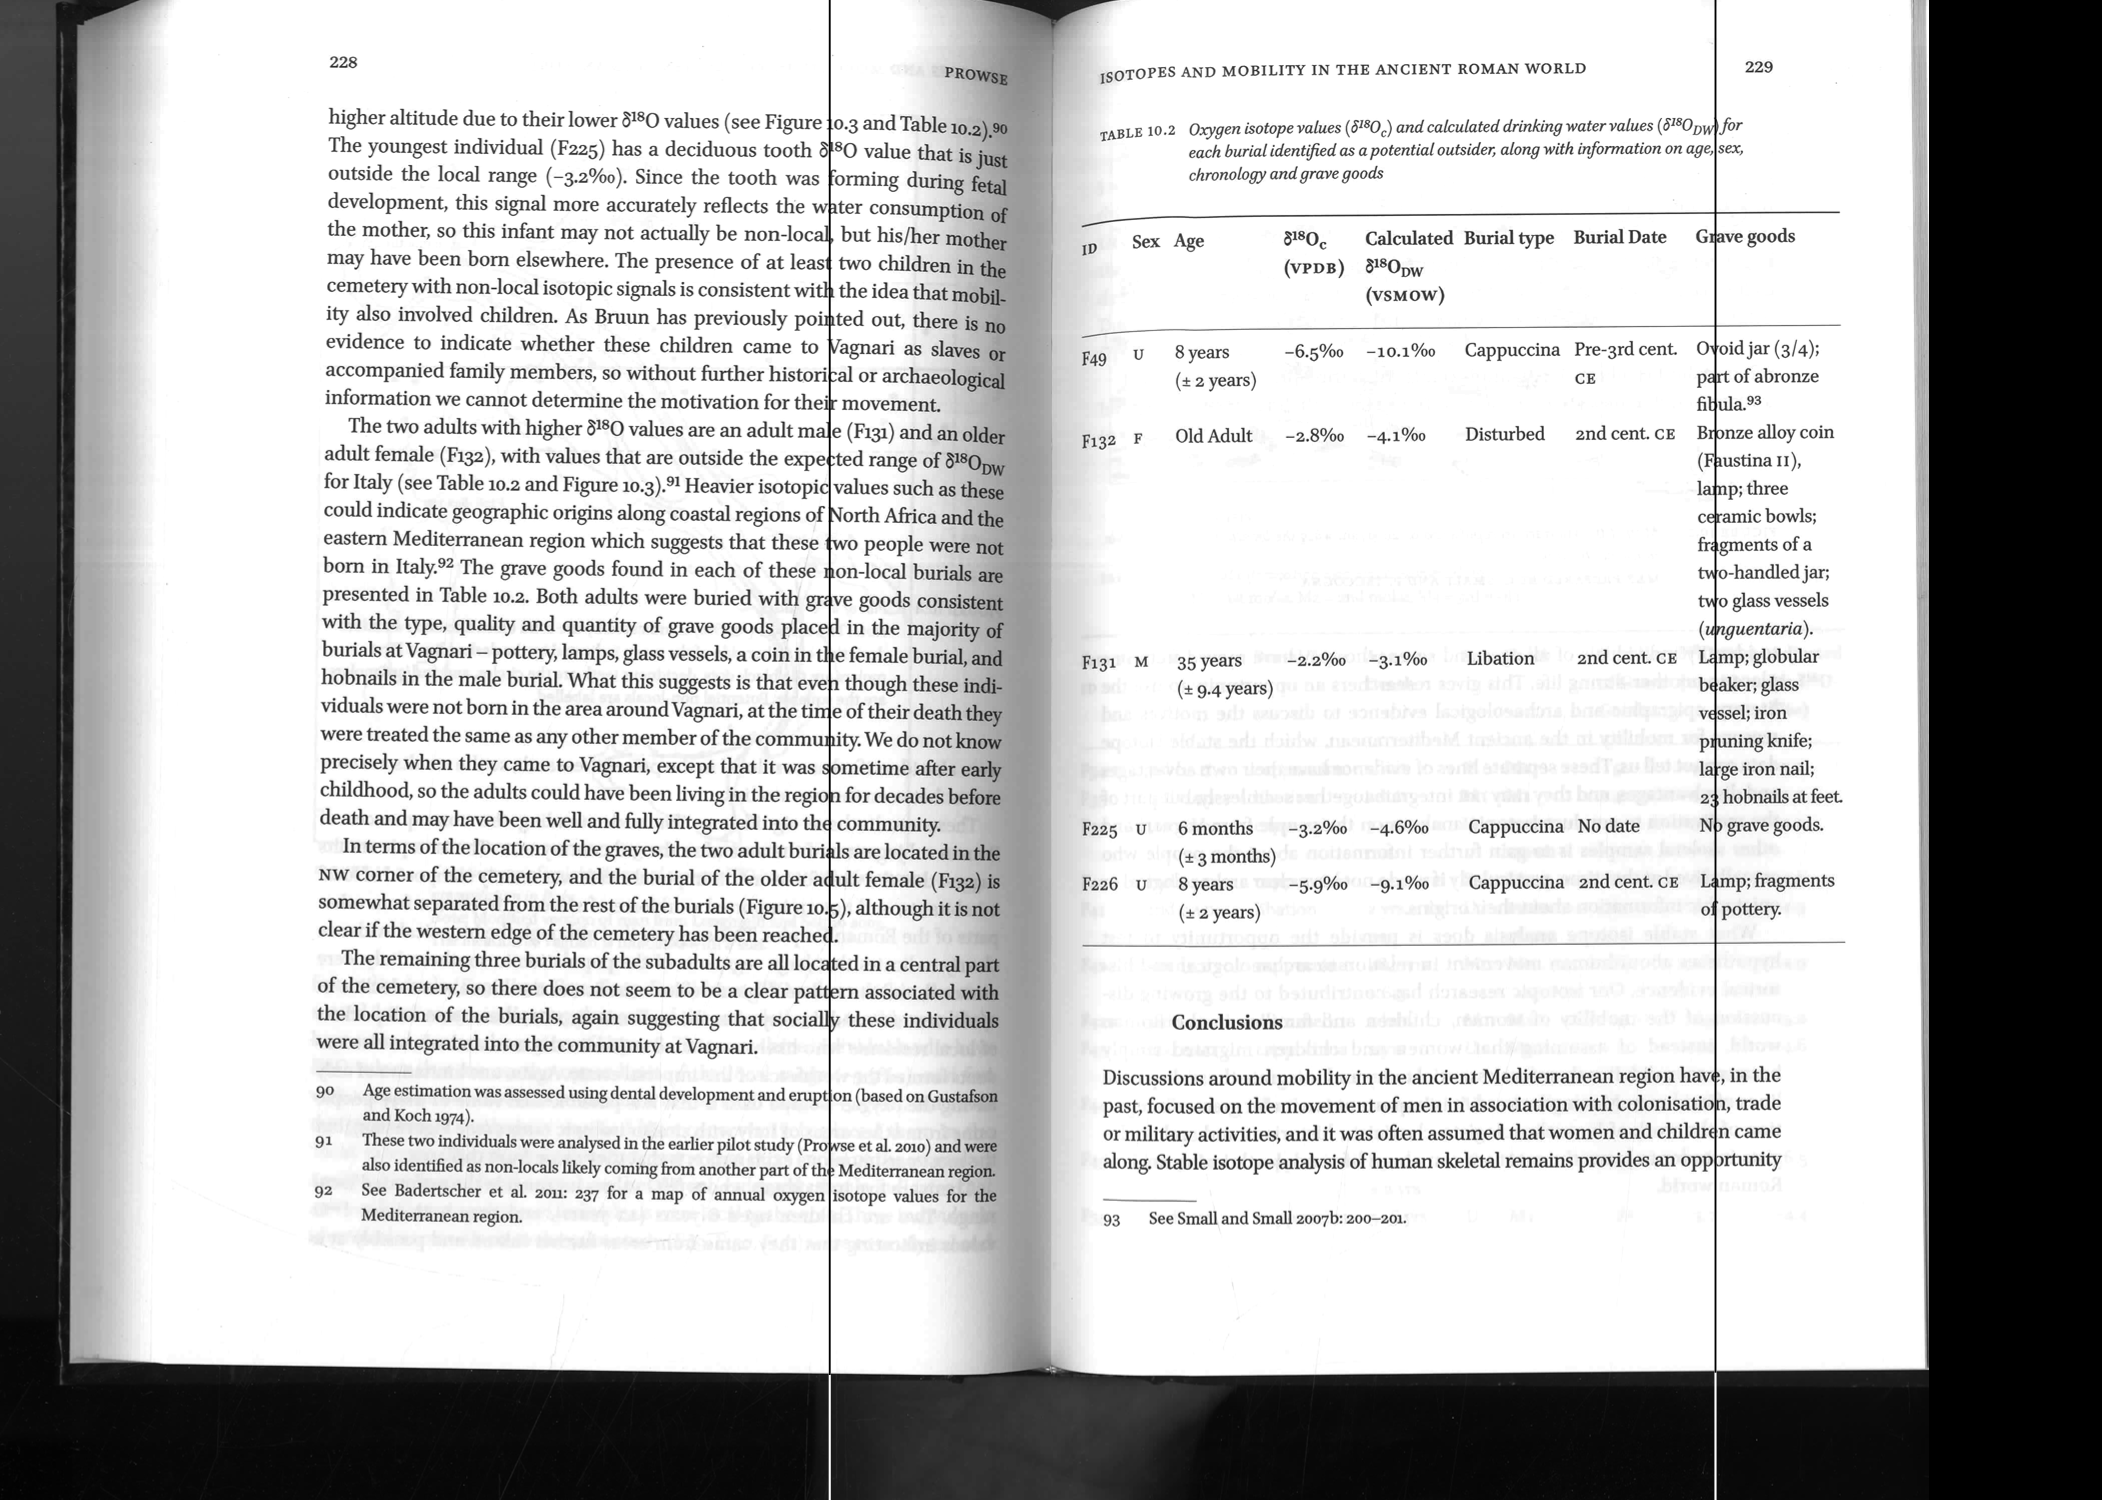 228
PROWSE
higher altitude due to their lower δ¹⁸O values (see Figure 10.3 and Table 10.2).⁹⁰
The youngest individual (F225) has a deciduous tooth δ¹⁸O value that is just
outside the local range (−3.2‰). Since the tooth was forming during fetal
development, this signal more accurately reflects the water consumption of
the mother, so this infant may not actually be non-local, but his/her mother
may have been born elsewhere. The presence of at least two children in the
cemetery with non-local isotopic signals is consistent with the idea that mobil-
ity also involved children. As Bruun has previously pointed out, there is no
evidence to indicate whether these children came to Vagnari as slaves or
accompanied family members, so without further historical or archaeological
information we cannot determine the motivation for their movement.
The two adults with higher δ¹⁸O values are an adult male (F131) and an older
adult female (F132), with values that are outside the expected range of δ¹⁸O_DW
for Italy (see Table 10.2 and Figure 10.3).⁹¹ Heavier isotopic values such as these
could indicate geographic origins along coastal regions of North Africa and the
eastern Mediterranean region which suggests that these two people were not
born in Italy.⁹² The grave goods found in each of these non-local burials are
presented in Table 10.2. Both adults were buried with grave goods consistent
with the type, quality and quantity of grave goods placed in the majority of
burials at Vagnari – pottery, lamps, glass vessels, a coin in the female burial, and
hobnails in the male burial. What this suggests is that even though these indi-
viduals were not born in the area around Vagnari, at the time of their death they
were treated the same as any other member of the community. We do not know
precisely when they came to Vagnari, except that it was sometime after early
childhood, so the adults could have been living in the region for decades before
death and may have been well and fully integrated into the community.
In terms of the location of the graves, the two adult burials are located in the
NW corner of the cemetery, and the burial of the older adult female (F132) is
somewhat separated from the rest of the burials (Figure 10.5), although it is not
clear if the western edge of the cemetery has been reached.
The remaining three burials of the subadults are all located in a central part
of the cemetery, so there does not seem to be a clear pattern associated with
the location of the burials, again suggesting that socially these individuals
were all integrated into the community at Vagnari.
90 Age estimation was assessed using dental development and eruption (based on Gustafson
and Koch 1974).
91 These two individuals were analysed in the earlier pilot study (Prowse et al. 2010) and were
also identified as non-locals likely coming from another part of the Mediterranean region.
92 See Badertscher et al. 2011: 237 for a map of annual oxygen isotope values for the
Mediterranean region.
ISOTOPES AND MOBILITY IN THE ANCIENT ROMAN WORLD
229
TABLE 10.2 Oxygen isotope values (δ¹⁸O_c) and calculated drinking water values (δ¹⁸O_DW) for
each burial identified as a potential outsider, along with information on age, sex,
chronology and grave goods
ID Sex Age δ¹⁸O_c Calculated Burial type Burial Date Grave goods
(VPDB) δ¹⁸O_DW
(VSMOW)
F49 U 8 years −6.5‰ −10.1‰ Cappuccina Pre-3rd cent. Ovoid jar (3/4);
(± 2 years) CE part of abronze
fibula.⁹³
F132 F Old Adult −2.8‰ −4.1‰ Disturbed 2nd cent. CE Bronze alloy coin
(Faustina II),
lamp; three
ceramic bowls;
fragments of a
two-handled jar;
two glass vessels
(unguentaria).
F131 M 35 years −2.2‰ −3.1‰ Libation 2nd cent. CE Lamp; globular
(± 9.4 years) beaker; glass
vessel; iron
pruning knife;
large iron nail;
23 hobnails at feet.
F225 U 6 months −3.2‰ −4.6‰ Cappuccina No date No grave goods.
(± 3 months)
F226 U 8 years −5.9‰ −9.1‰ Cappuccina 2nd cent. CE Lamp; fragments
(± 2 years) of pottery.
Conclusions
Discussions around mobility in the ancient Mediterranean region have, in the
past, focused on the movement of men in association with colonisation, trade
or military activities, and it was often assumed that women and children came
along. Stable isotope analysis of human skeletal remains provides an opportunity
93 See Small and Small 2007b: 200–201.